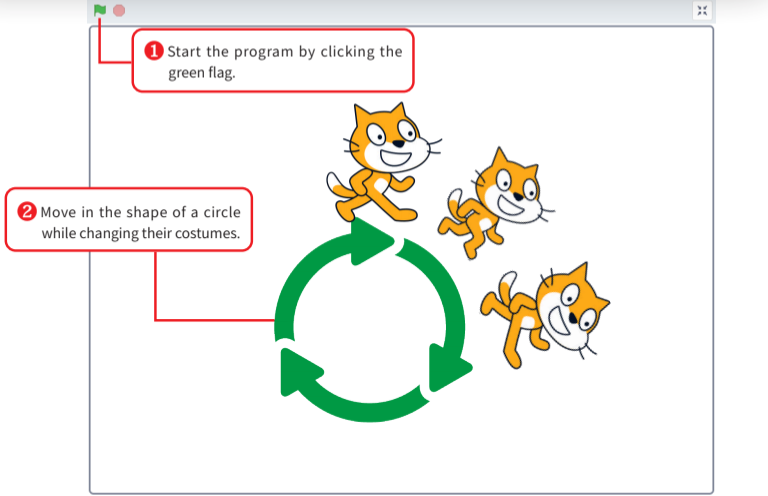 1 Start the program by clicking the
green flag.
2 Move in the shape of a circle
while changing their costumes.